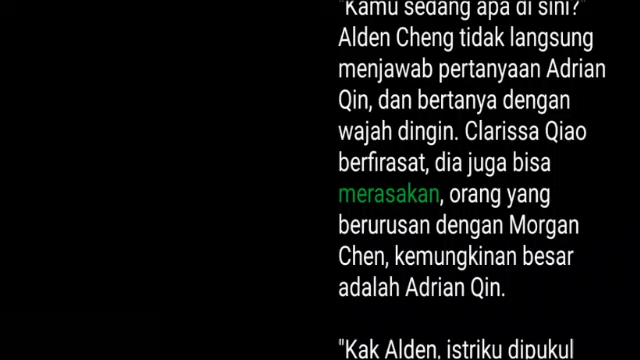 "Kamu sedang apa di sini?"
Alden Cheng tidak langsung
menjawab pertanyaan Adrian
Qin, dan bertanya dengan
wajah dingin. Clarissa Qiao
berfirasat, dia juga bisa
merasakan, orang yang
berurusan dengan Morgan
Chen, kemungkinan besar
adalah Adrian Qin.
"Kak Alden, istriku dipukul